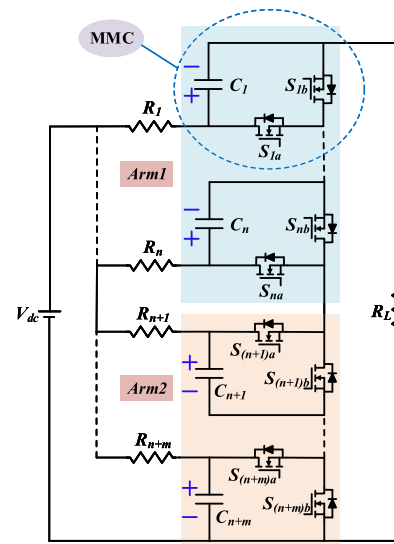 MMC
− C1 S1b
+
R1
S1a
Arm1
− Cn Snb
+
Rn
Sna
Vdc
Rn+1
RL
S(n+1)a
+ S(n+1)b
− Cn+1
Arm2
Rn+m
S(n+m)a
+ S(n+m)b
− Cn+m